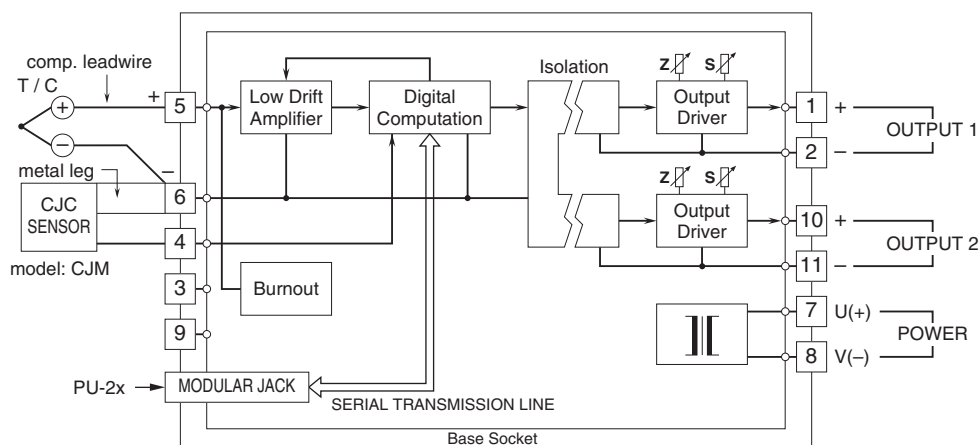 comp. leadwire
T / C
+
–
+
–
metal leg
CJC
SENSOR
model: CJM
5
6
4
3
9
Low Drift
Amplifier
Digital
Computation
Burnout
Isolation
Z
S
Output
Driver
Z
S
Output
Driver
1
+
2
–
OUTPUT 1
10
+
11
–
OUTPUT 2
7
U(+)
8
V(–)
POWER
PU-2x
MODULAR JACK
SERIAL TRANSMISSION LINE
Base Socket